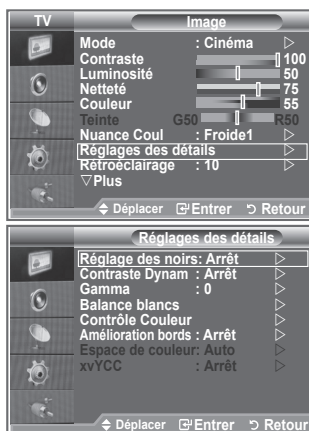 TV Image
Mode : Cinéma
Contraste 100
Luminosité 50
Netteté 75
Couleur 55
Teinte G50 R50
Nuance Coul : Froide1
Réglages des détails
Rétroéclairage : 10
▽Plus
Déplacer Entrer Retour
Réglages des détails
Réglage des noirs: Arrêt
Contraste Dynam : Arrêt
Gamma : 0
Balance blancs
Contrôle Couleur
Amélioration bords : Arrêt
Espace de couleur: Auto
xvYCC : Arrêt
Déplacer Entrer Retour